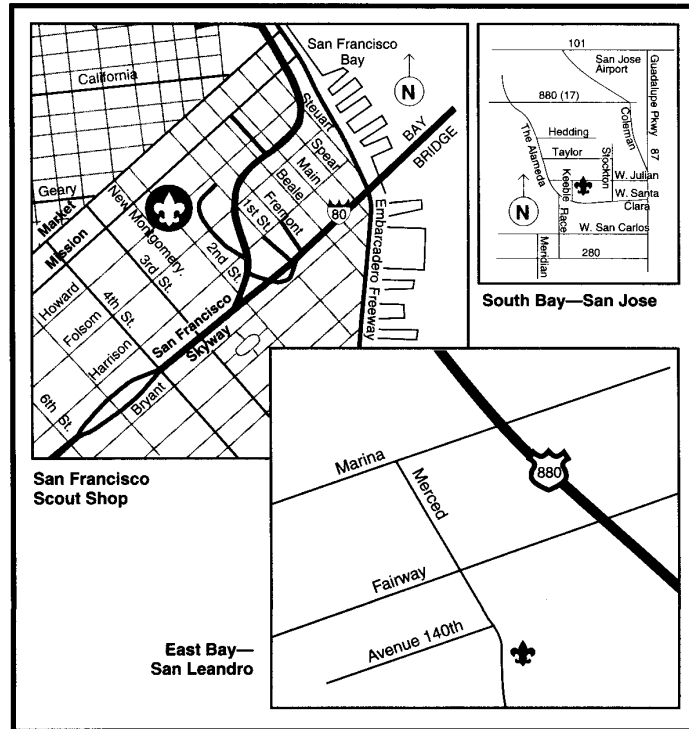 San Francisco
Bay
California
N
Steuart
Spear
Main
Beale
Fremont
1st St.
BAY
BRIDGE
80
Geary
Market
Mission
New Montgomery.
2nd St.
3rd St.
4th St.
6th St.
Howard
Folsom
Harrison
Bryant
San Francisco
Skyway
Embarcadero Freeway
San Francisco
Scout Shop
101
San Jose
Airport
Guadalupe Pkwy
87
880 (17)
Coleman
The Alameda
Hedding
Taylor
Stockton
W. Julian
W. Santa
Clara
Keeble
Race
N
W. San Carlos
Meridian
280
South Bay—San Jose
Marina
Merced
880
Fairway
Avenue 140th
East Bay—
San Leandro